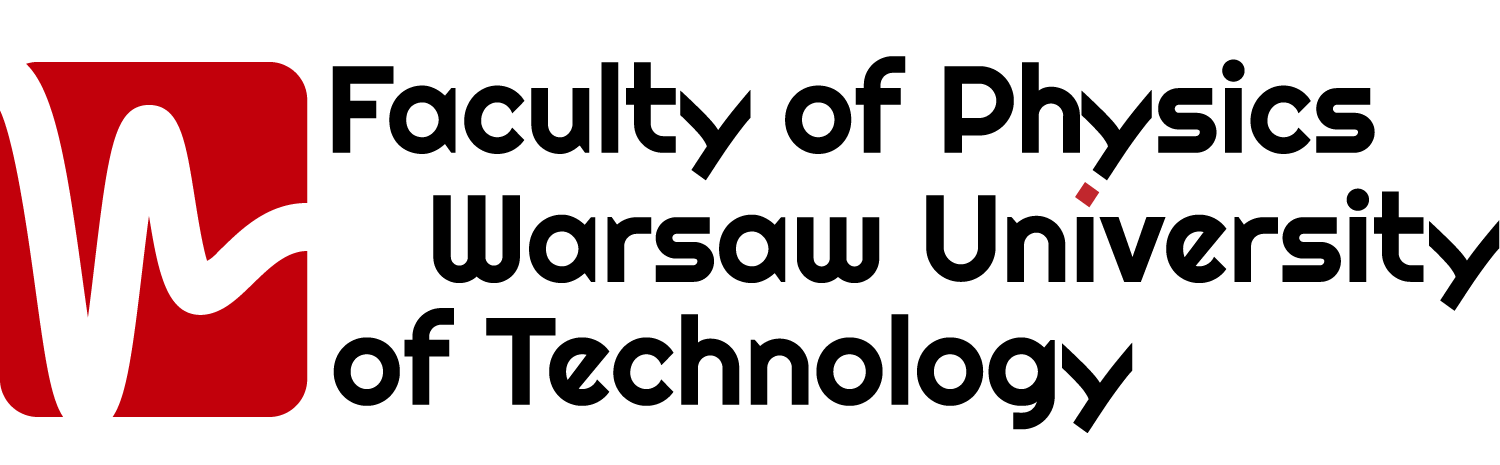 Faculty of Physics
Warsaw University
of Technology